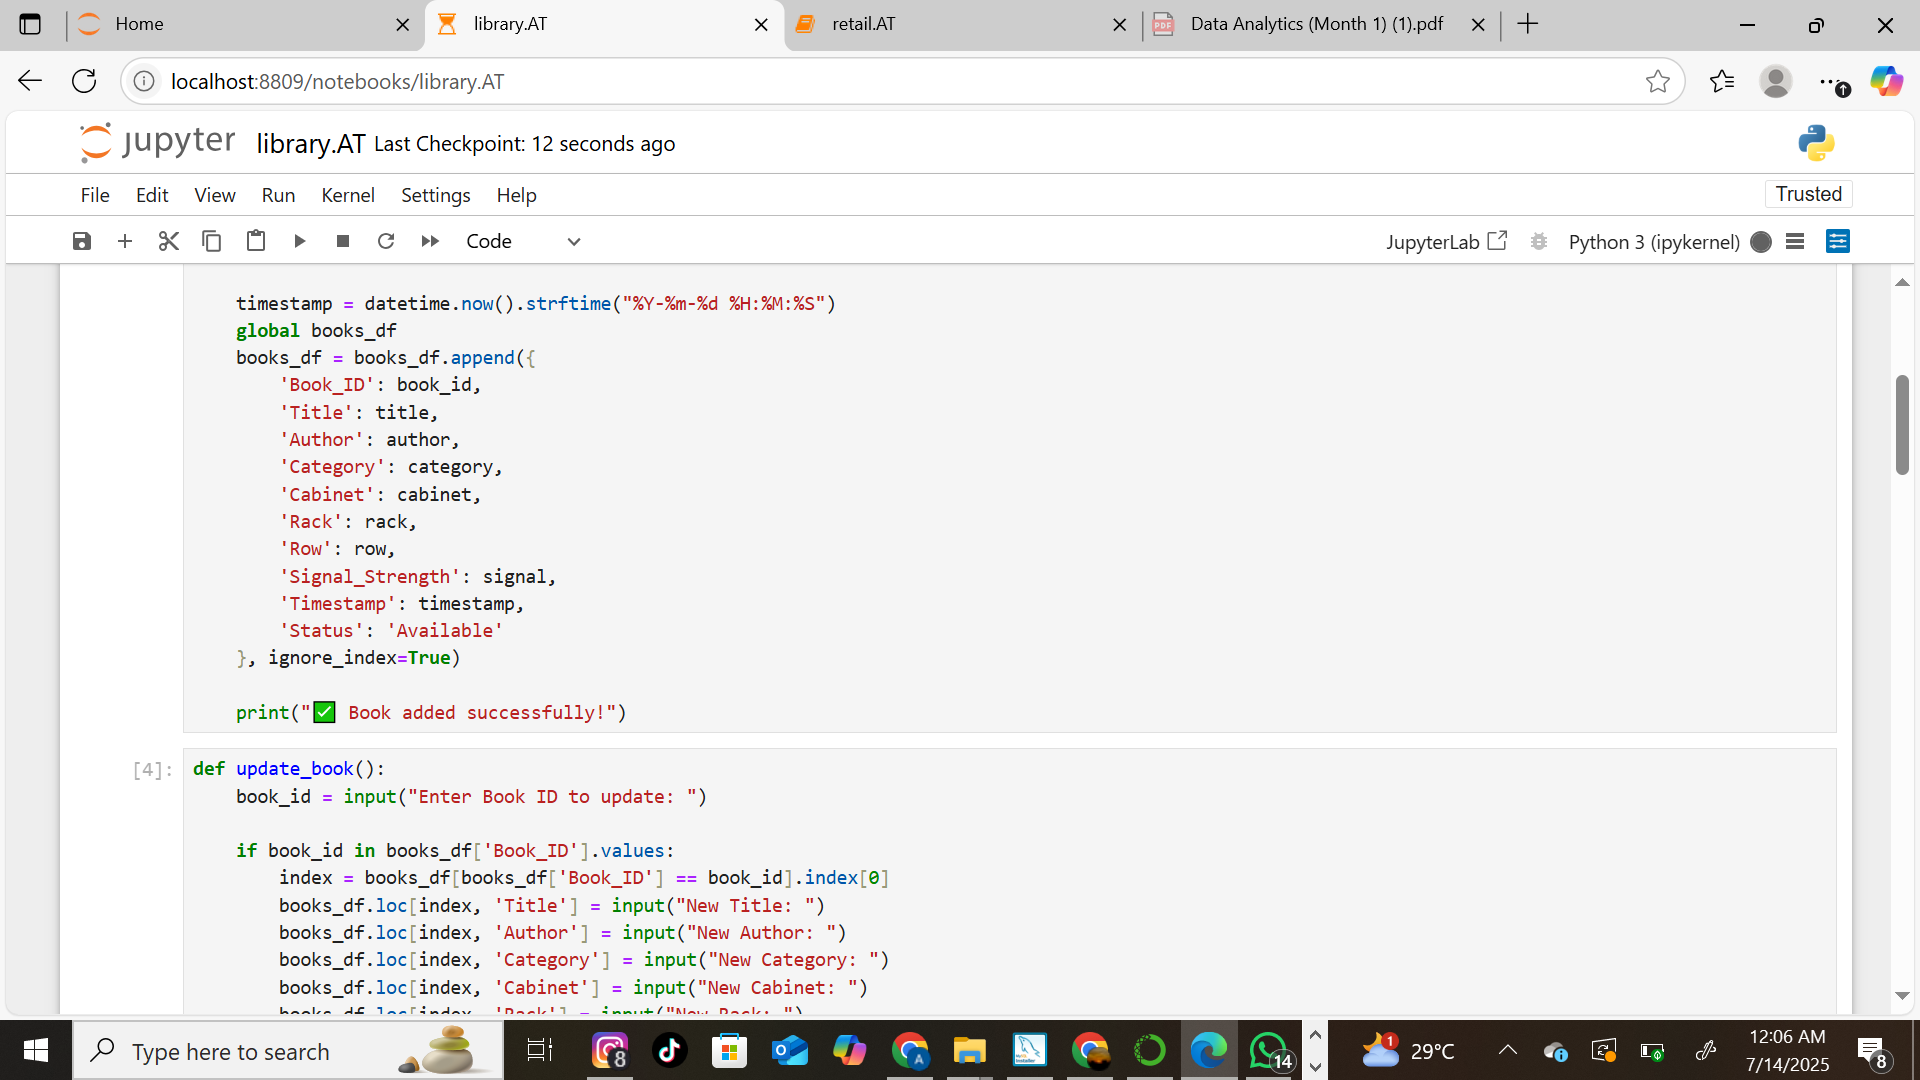 Home
library.AT
retail.AT
Data Analytics (Month 1) (1).pdf
localhost:8809/notebooks/library.AT
jupyter library.AT Last Checkpoint: 12 seconds ago
File Edit View Run Kernel Settings Help
Trusted
Code
JupyterLab
Python 3 (ipykernel)
timestamp = datetime.now().strftime("%Y-%m-%d %H:%M:%S")
global books_df
books_df = books_df.append({
'Book_ID': book_id,
'Title': title,
'Author': author,
'Category': category,
'Cabinet': cabinet,
'Rack': rack,
'Row': row,
'Signal_Strength': signal,
'Timestamp': timestamp,
'Status': 'Available'
}, ignore_index=True)
print("✅ Book added successfully!")
[4]:
def update_book():
book_id = input("Enter Book ID to update: ")
if book_id in books_df['Book_ID'].values:
index = books_df[books_df['Book_ID'] == book_id].index[0]
books_df.loc[index, 'Title'] = input("New Title: ")
books_df.loc[index, 'Author'] = input("New Author: ")
books_df.loc[index, 'Category'] = input("New Category: ")
books_df.loc[index, 'Cabinet'] = input("New Cabinet: ")
books_df.loc[index, 'Rack'] = input("New Rack: ")
Type here to search
8
A
14
1
29°C
12:06 AM
7/14/2025
8